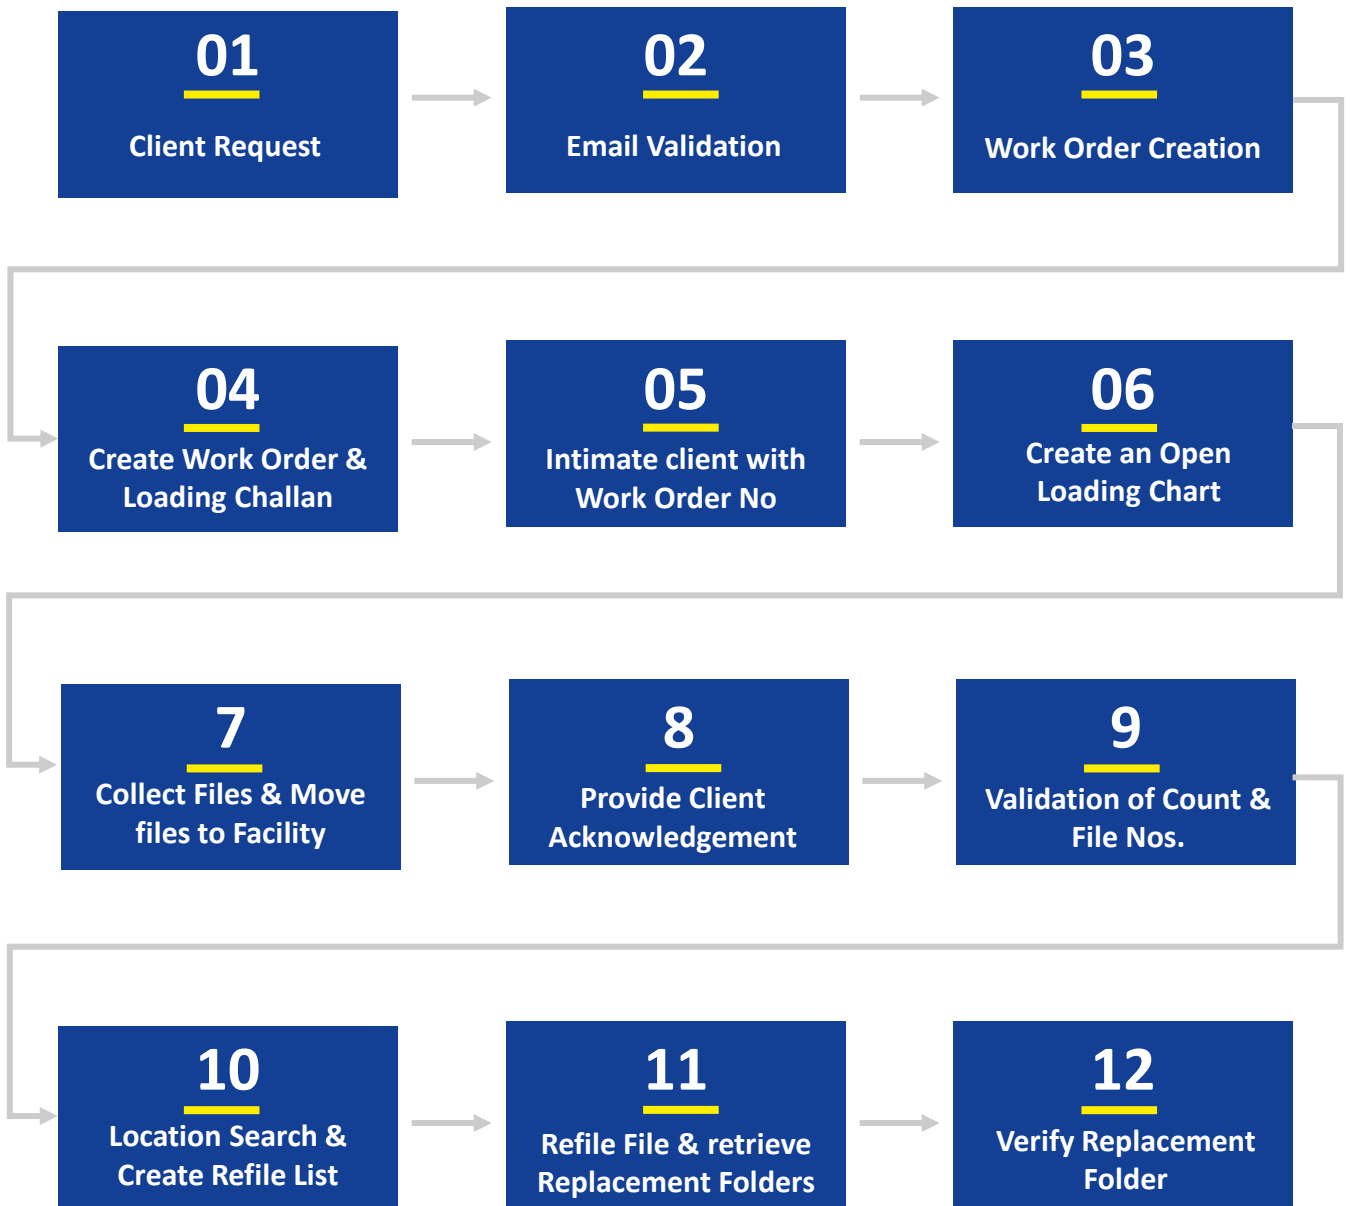 01
Client Request
02
Email Validation
03
Work Order Creation
04
Create Work Order &
Loading Challan
05
Intimate client with
Work Order No
06
Create an Open
Loading Chart
7
Collect Files & Move
files to Facility
8
Provide Client
Acknowledgement
9
Validation of Count &
File Nos.
10
Location Search &
Create Refile List
11
Refile File & retrieve
Replacement Folders
12
Verify Replacement
Folder